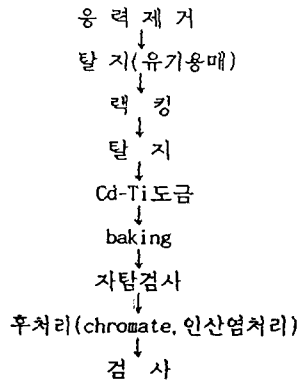 응 력 제 거
탈 지(유기용매)
랙 킹
탈 지
Cd-Ti도금
baking
자탐검사
후처리(chromate, 인산염처리)
검 사